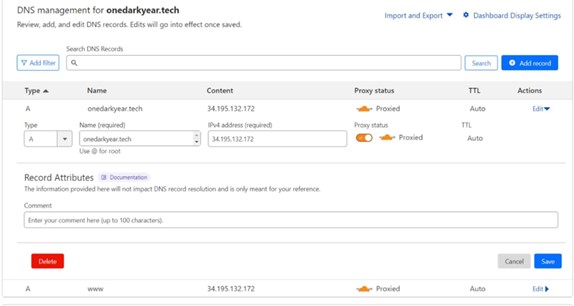 DNS management for onedarkyear.tech
Review, add, and edit DNS records. Edits will go into effect once saved.
Import and Export
Dashboard Display Settings
Search DNS Records
Add filter
Search
Add record
Type Name Content Proxy status TTL Actions
A onedarkyear.tech 34.195.132.172 Proxied Auto Edit
Type Name (required) IPv4 address (required) Proxy status TTL
A onedarkyear.tech 34.195.132.172 Proxied Auto
Use @ for root
Record Attributes Documentation
The information provided here will not impact DNS record resolution and is only meant for your reference.
Comment
Enter your comment here (up to 100 characters).
Delete Cancel Save
A www 34.195.132.172 Proxied Auto Edit